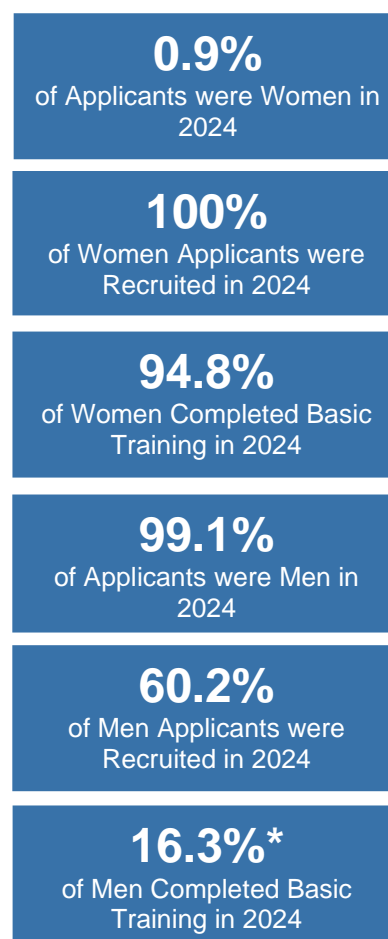 0.9%
of Applicants were Women in
2024
100%
of Women Applicants were
Recruited in 2024
94.8%
of Women Completed Basic
Training in 2024
99.1%
of Applicants were Men in
2024
60.2%
of Men Applicants were
Recruited in 2024
16.3%*
of Men Completed Basic
Training in 2024